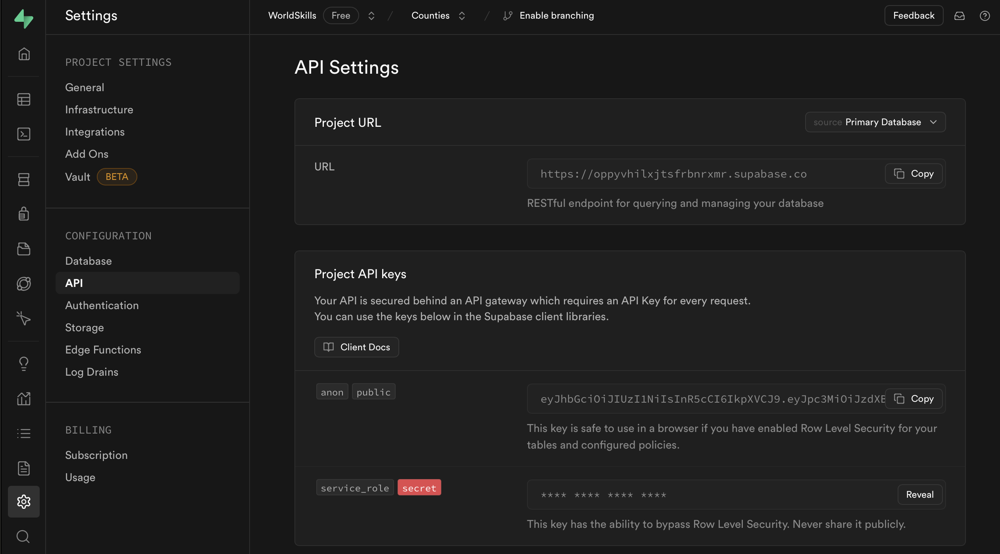 Settings
WorldSkills Free / Counties / Enable branching Feedback
PROJECT SETTINGS
General
Infrastructure
Integrations
Add Ons
Vault BETA
CONFIGURATION
Database
API
Authentication
Storage
Edge Functions
Log Drains
BILLING
Subscription
Usage
API Settings
Project URL source Primary Database
URL https://oppyvhilxjtsfrbnrxmr.supabase.co Copy
RESTful endpoint for querying and managing your database
Project API keys
Your API is secured behind an API gateway which requires an API Key for every request.
You can use the keys below in the Supabase client libraries.
Client Docs
anon public eyJhbGciOiJIUzI1NiIsInR5cCI6IkpXVCJ9.eyJpc3MiOiJzdXB Copy
This key is safe to use in a browser if you have enabled Row Level Security for your
tables and configured policies.
service_role secret **** **** **** **** Reveal
This key has the ability to bypass Row Level Security. Never share it publicly.